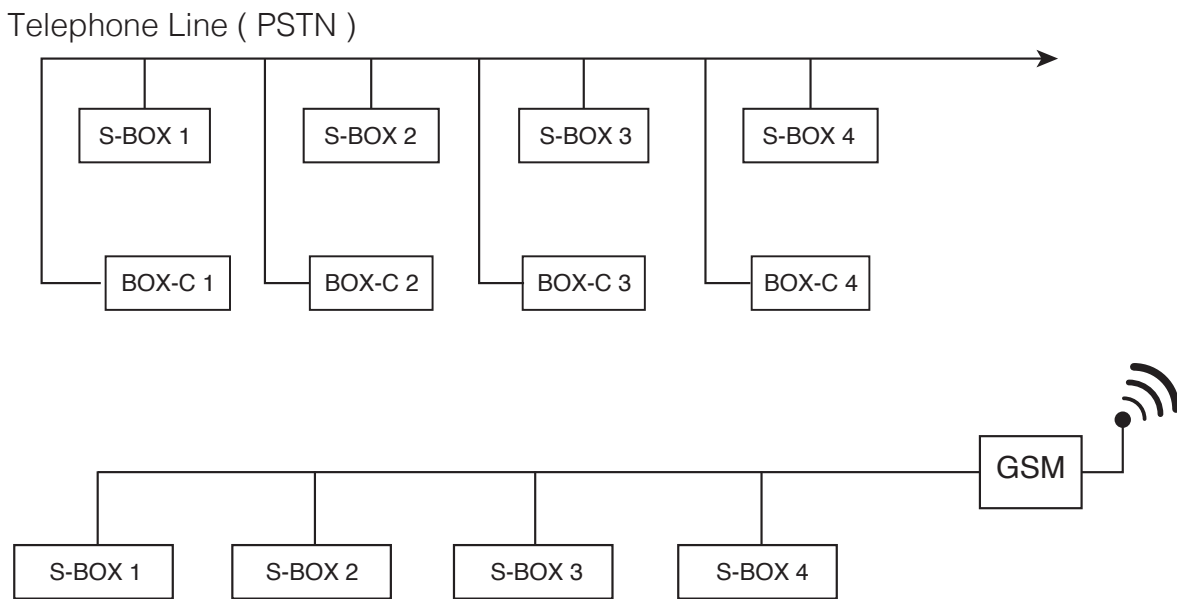 Telephone Line ( PSTN )
S-BOX 1 S-BOX 2 S-BOX 3 S-BOX 4
BOX-C 1 BOX-C 2 BOX-C 3 BOX-C 4
GSM
S-BOX 1 S-BOX 2 S-BOX 3 S-BOX 4